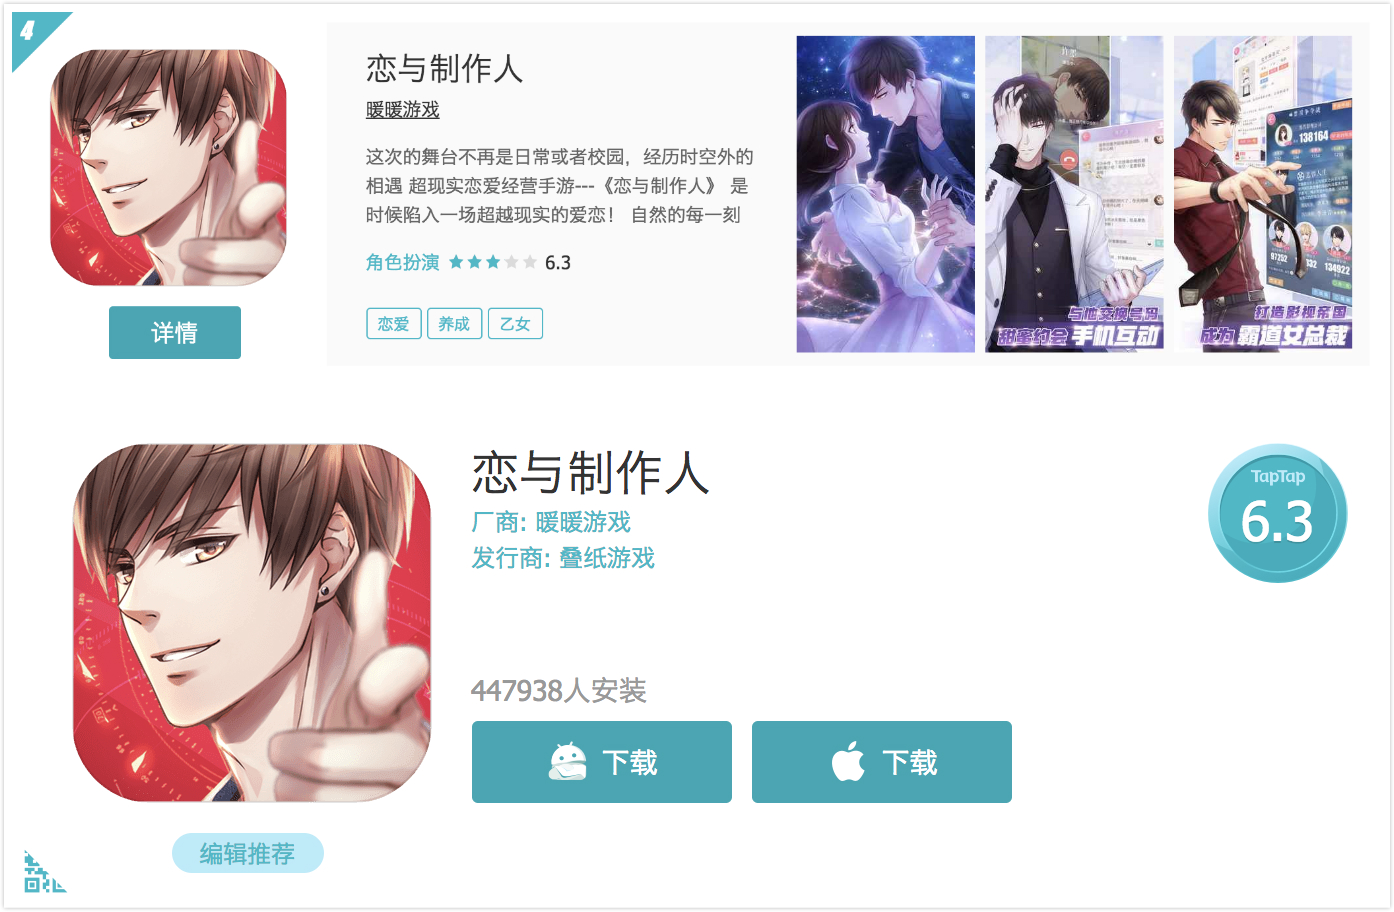 4
恋与制作人
暖暖游戏
这次的舞台不再是日常或者校园，经历时空外的
相遇 超现实恋爱经营手游---《恋与制作人》 是
时候陷入一场超越现实的爱恋！ 自然的每一刻
角色扮演 6.3
恋爱 养成 乙女
详情
与他交换号码
甜蜜约会 手机互动
138164
97252
332
134922
打造影视帝国
成为 霸道女总裁
恋与制作人
厂商: 暖暖游戏
发行商: 叠纸游戏
TapTap
6.3
447938人安装
下载
下载
编辑推荐